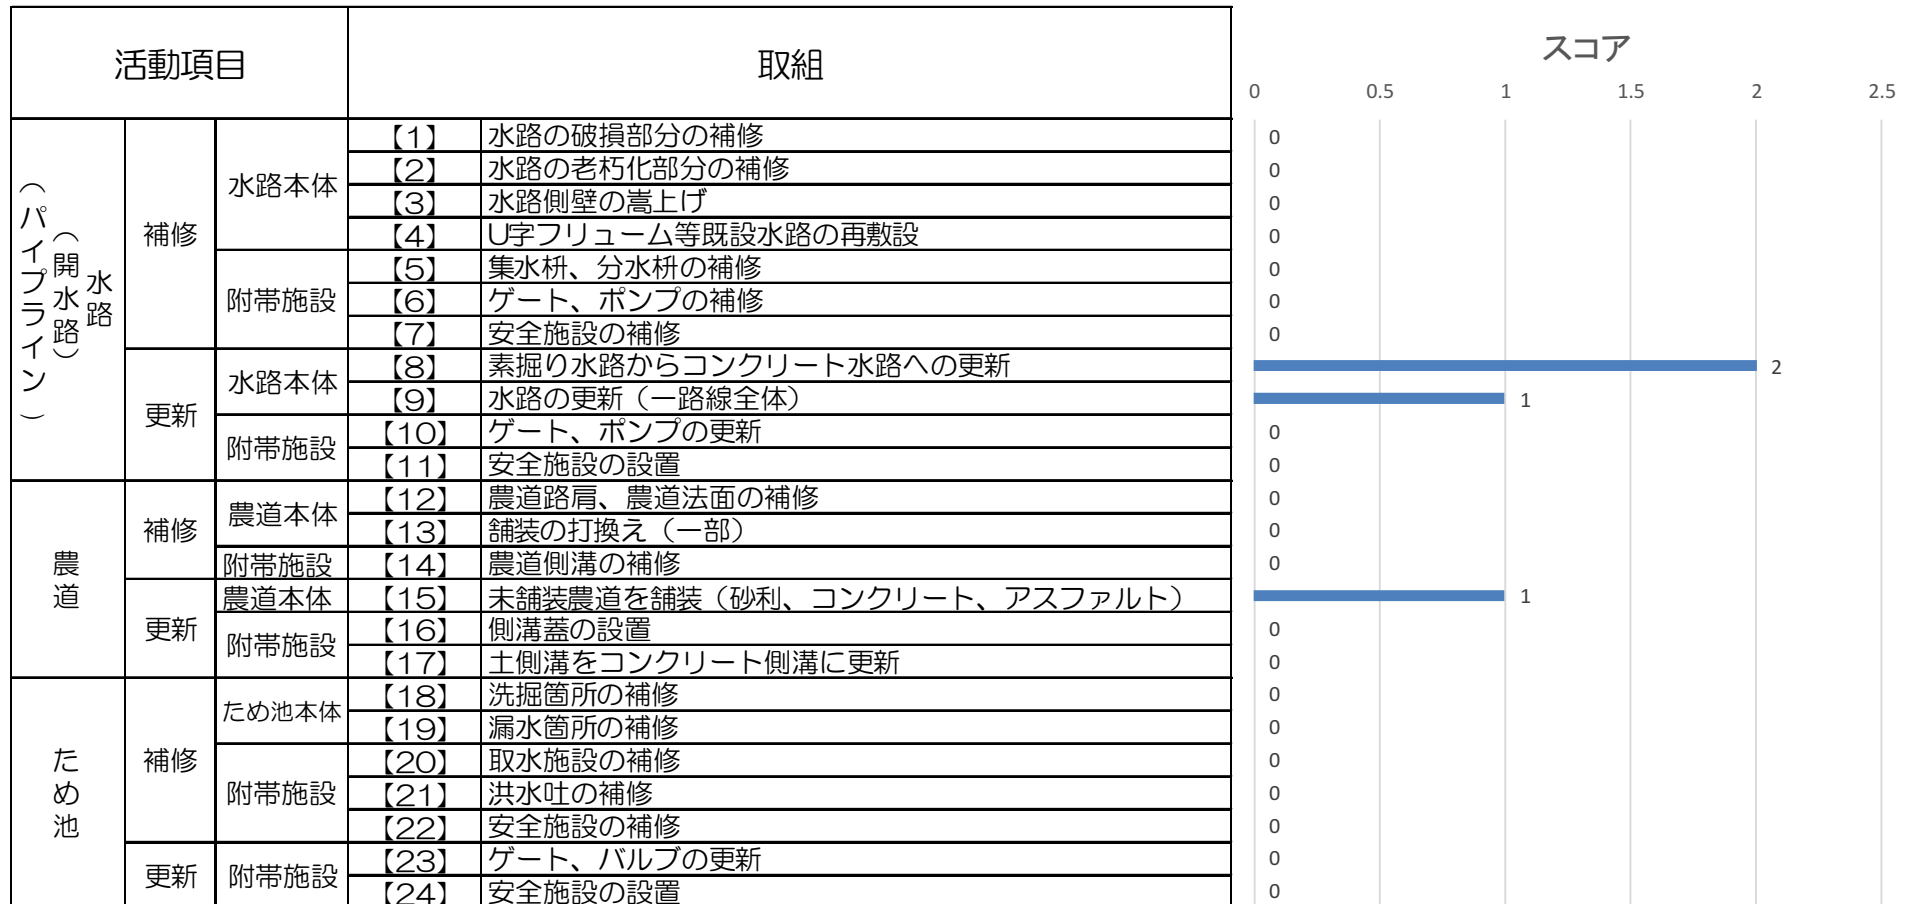 活動項目 取組 スコア
0 0.5 1 1.5 2 2.5
水路
（開水路）
（パイプライン）
補修
水路本体
【1】 水路の破損部分の補修 0
【2】 水路の老朽化部分の補修 0
【3】 水路側壁の嵩上げ 0
【4】 U字フリューム等既設水路の再敷設 0
附帯施設
【5】 集水枡、分水枡の補修 0
【6】 ゲート、ポンプの補修 0
【7】 安全施設の補修 0
更新
水路本体
【8】 素掘り水路からコンクリート水路への更新 2
【9】 水路の更新（一路線全体） 1
附帯施設
【10】 ゲート、ポンプの更新 0
【11】 安全施設の設置 0
農道
補修
農道本体
【12】 農道路肩、農道法面の補修 0
【13】 舗装の打換え（一部） 0
附帯施設
【14】 農道側溝の補修 0
更新
農道本体
【15】 未舗装農道を舗装（砂利、コンクリート、アスファルト） 1
附帯施設
【16】 側溝蓋の設置 0
【17】 土側溝をコンクリート側溝に更新 0
ため池
補修
ため池本体
【18】 洗掘箇所の補修 0
【19】 漏水箇所の補修 0
附帯施設
【20】 取水施設の補修 0
【21】 洪水吐の補修 0
【22】 安全施設の補修 0
更新
附帯施設
【23】 ゲート、バルブの更新 0
【24】 安全施設の設置 0